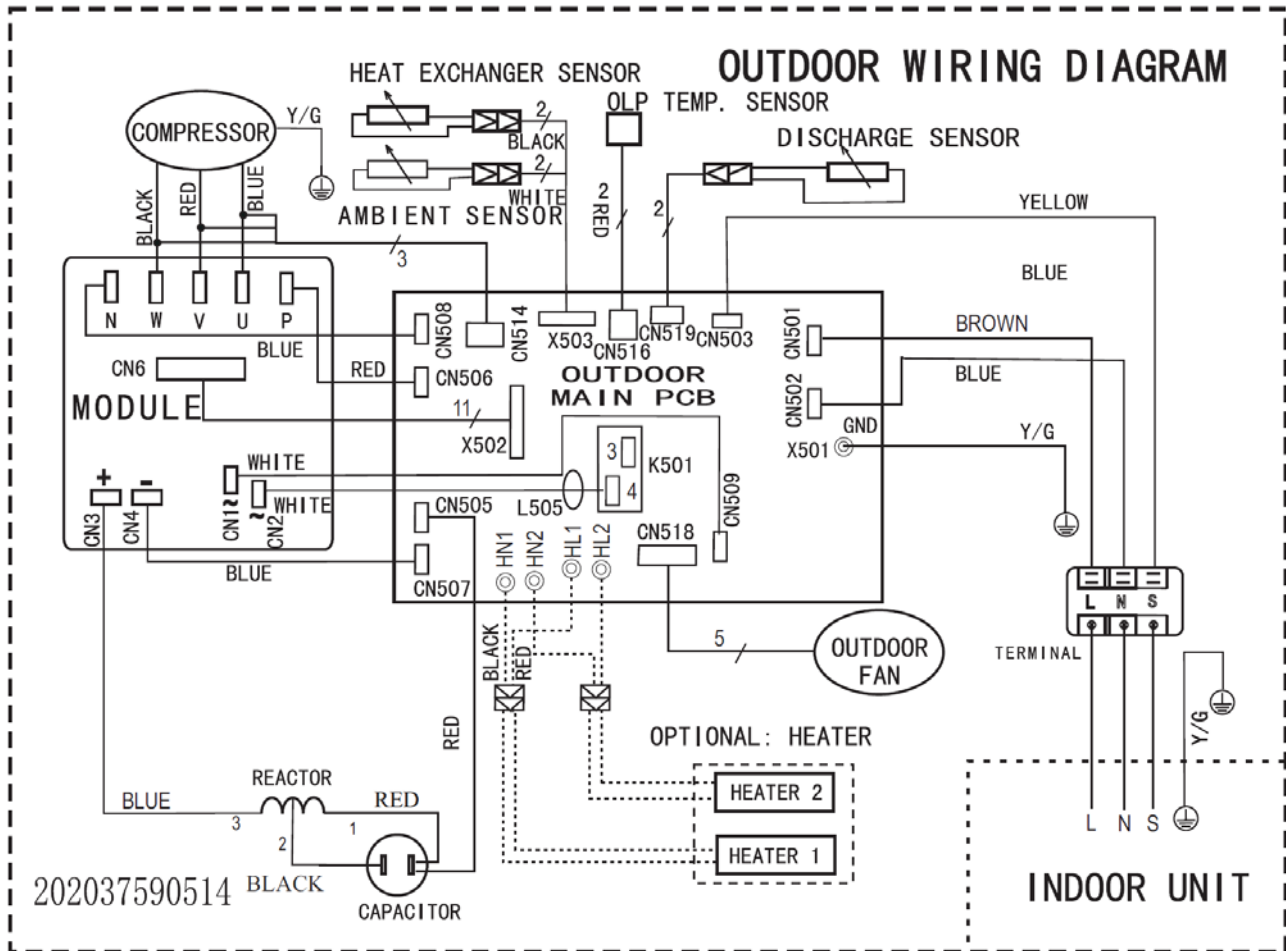 OUTDOOR WIRING DIAGRAM
HEAT EXCHANGER SENSOR
OLP TEMP. SENSOR
DISCHARGE SENSOR
COMPRESSOR
Y/G
2
BLACK
2
WHITE
AMBIENT SENSOR
BLACK
RED
BLUE
3
2
RED
2
YELLOW
BLUE
N W V U P
BLUE
RED
CN6
MODULE
11
CN508
CN514
X503
CN516
CN519
CN503
CN501
BROWN
CN506
OUTDOOR
MAIN PCB
CN502
BLUE
GND
X501
Y/G
X502
3
K501
4
L505
CN509
WHITE
WHITE
+
-
CN3
CN4
CN1~
CN2
~
BLUE
CN505
CN507
HN1
HN2
HL1
HL2
CN518
BLACK
RED
5
OUTDOOR
FAN
L N S
TERMINAL
Y/G
RED
OPTIONAL: HEATER
HEATER 2
HEATER 1
REACTOR
BLUE
3
2
1
RED
BLACK
CAPACITOR
202037590514
L N S
INDOOR UNIT